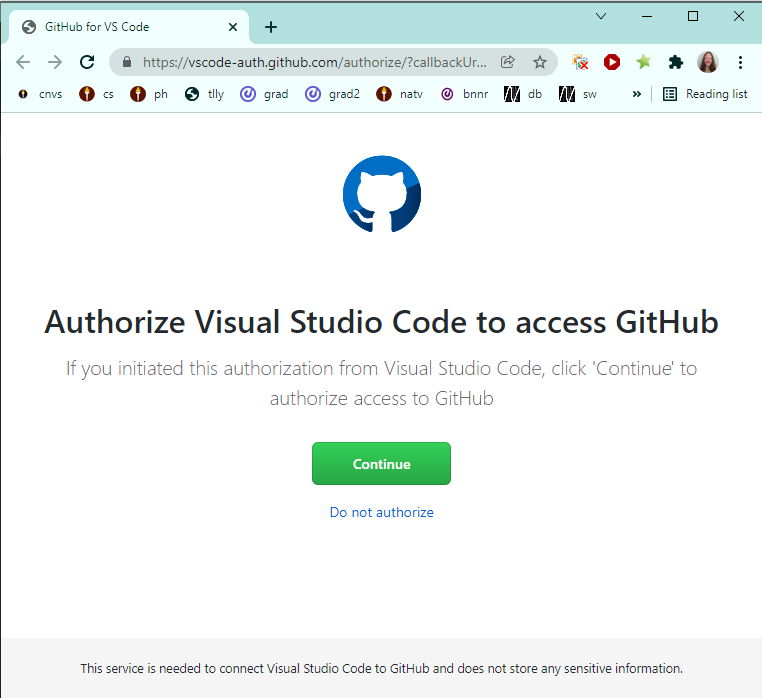 GitHub for VS Code
https://vscode-auth.github.com/authorize/?callbackUr...
cnvs cs ph tlly grad grad2 natv bnnr db sw » Reading list
Authorize Visual Studio Code to access GitHub
If you initiated this authorization from Visual Studio Code, click 'Continue' to
authorize access to GitHub
Continue
Do not authorize
This service is needed to connect Visual Studio Code to GitHub and does not store any sensitive information.